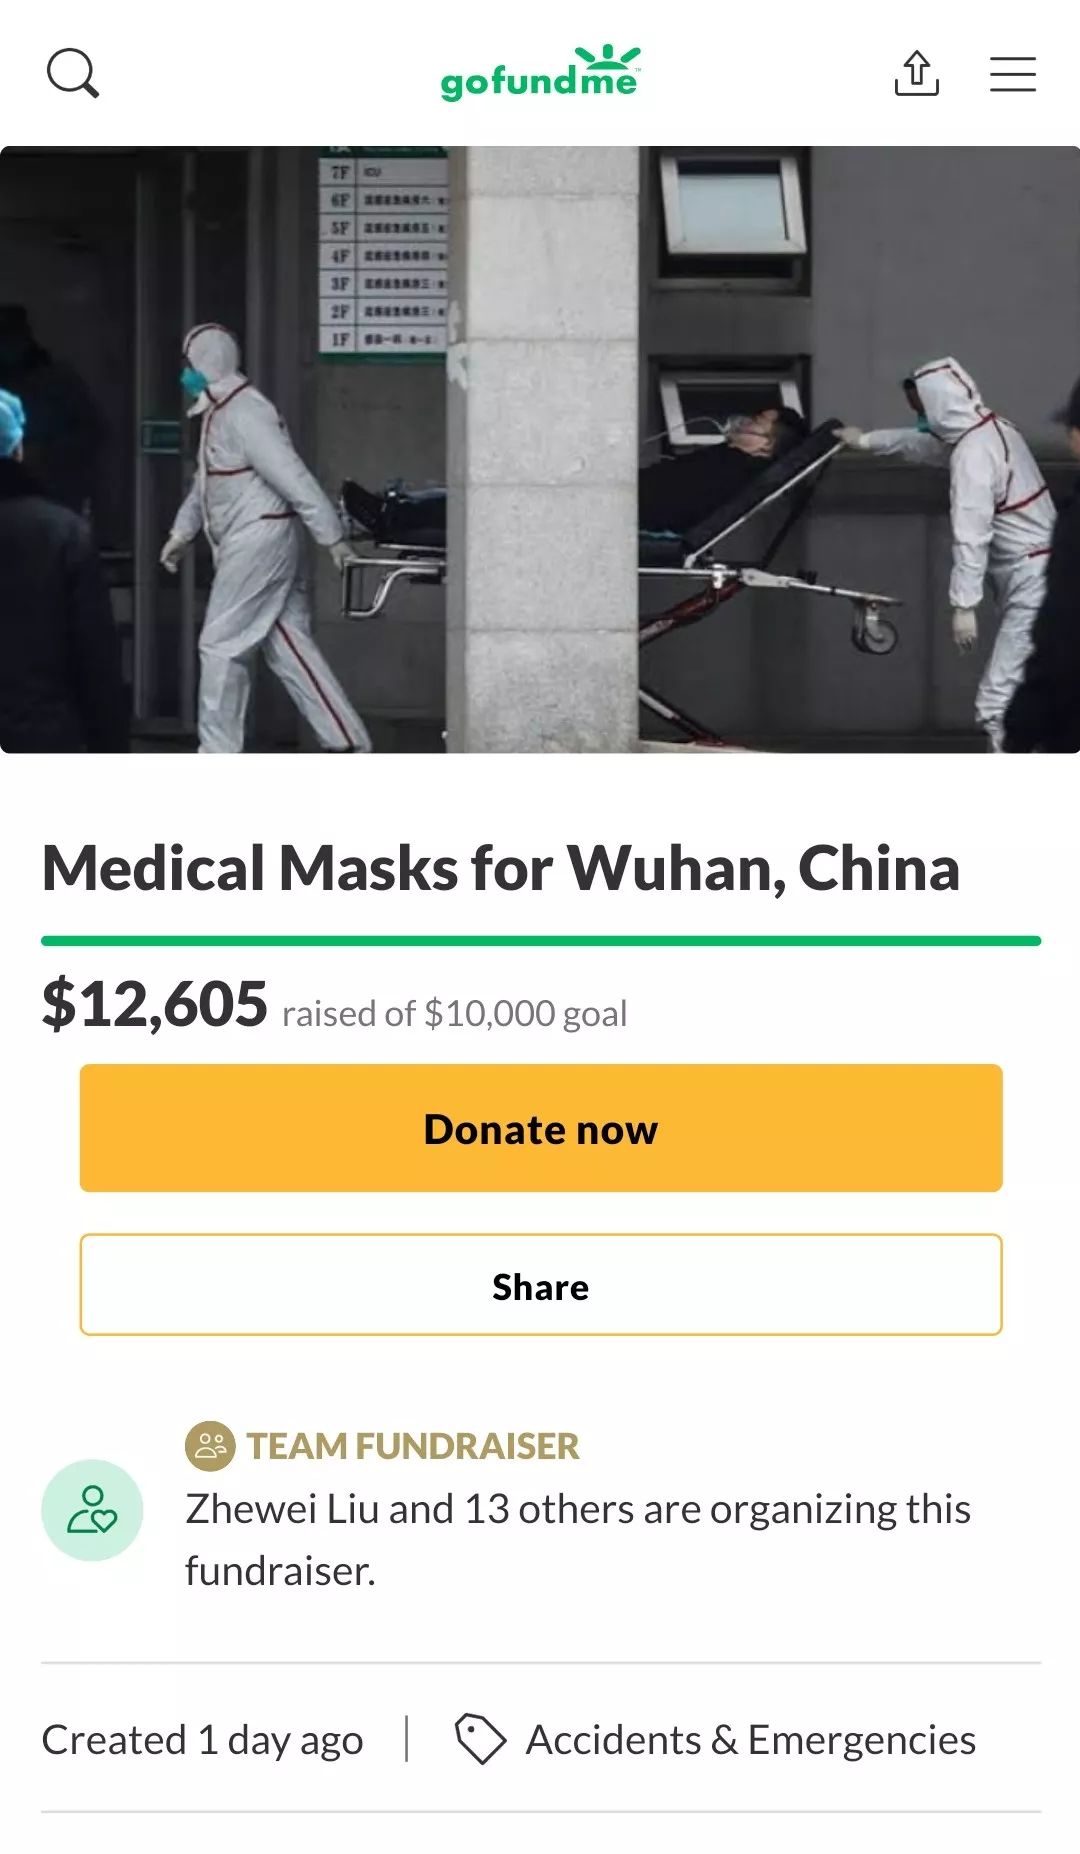 gofundme
7F ICU
6F
5F
4F
3F
2F
1F
Medical Masks for Wuhan, China
$12,605 raised of $10,000 goal
Donate now
Share
TEAM FUNDRAISER
Zhewei Liu and 13 others are organizing this
fundraiser.
Created 1 day ago
Accidents & Emergencies